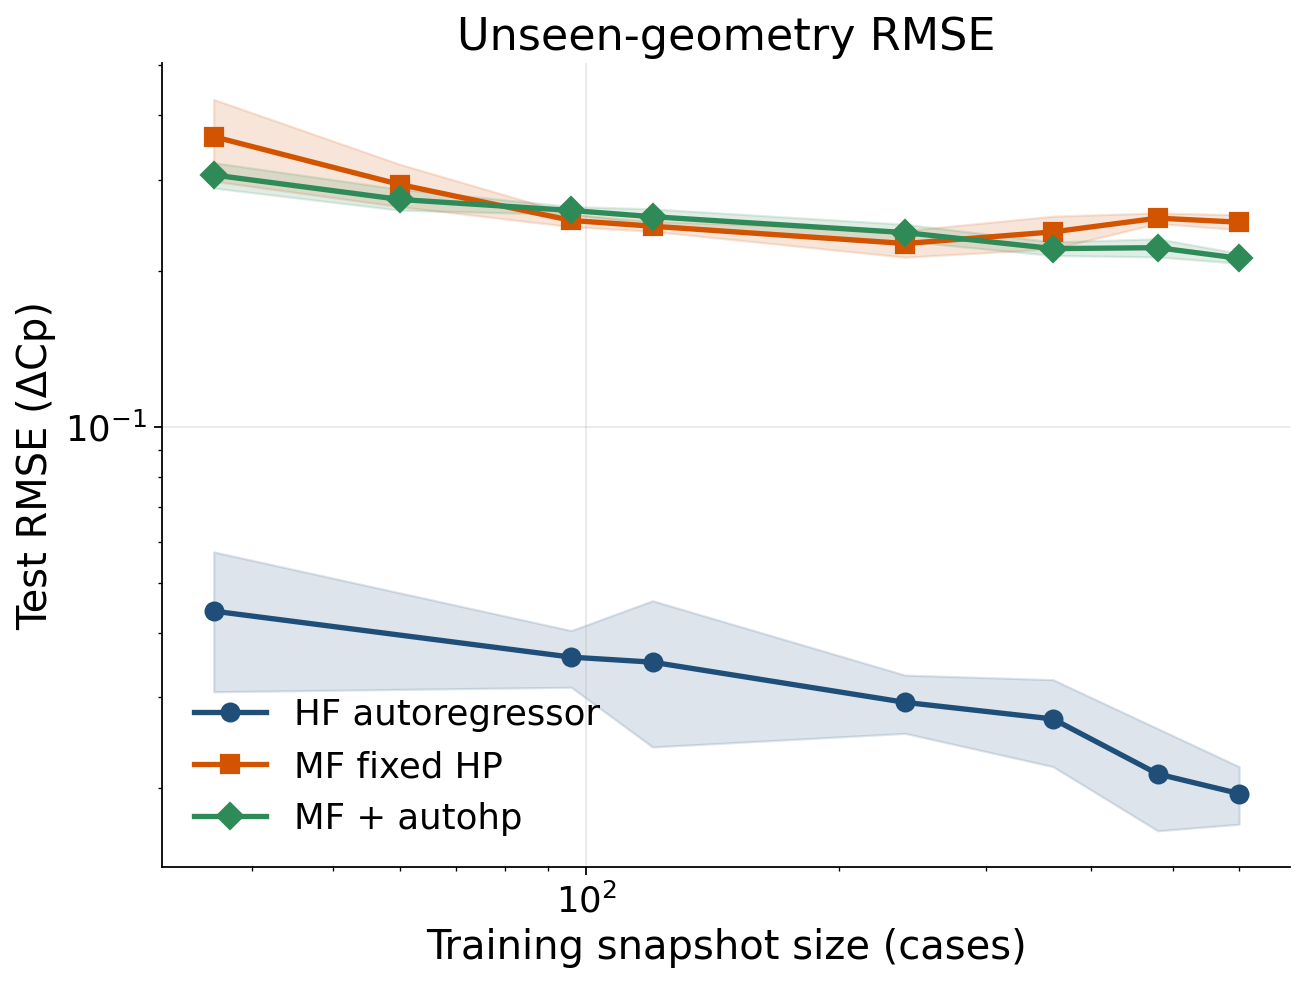 Unseen-geometry RMSE
Test RMSE (ΔCp)
10⁻¹
HF autoregressor
MF fixed HP
MF + autohp
10²
Training snapshot size (cases)